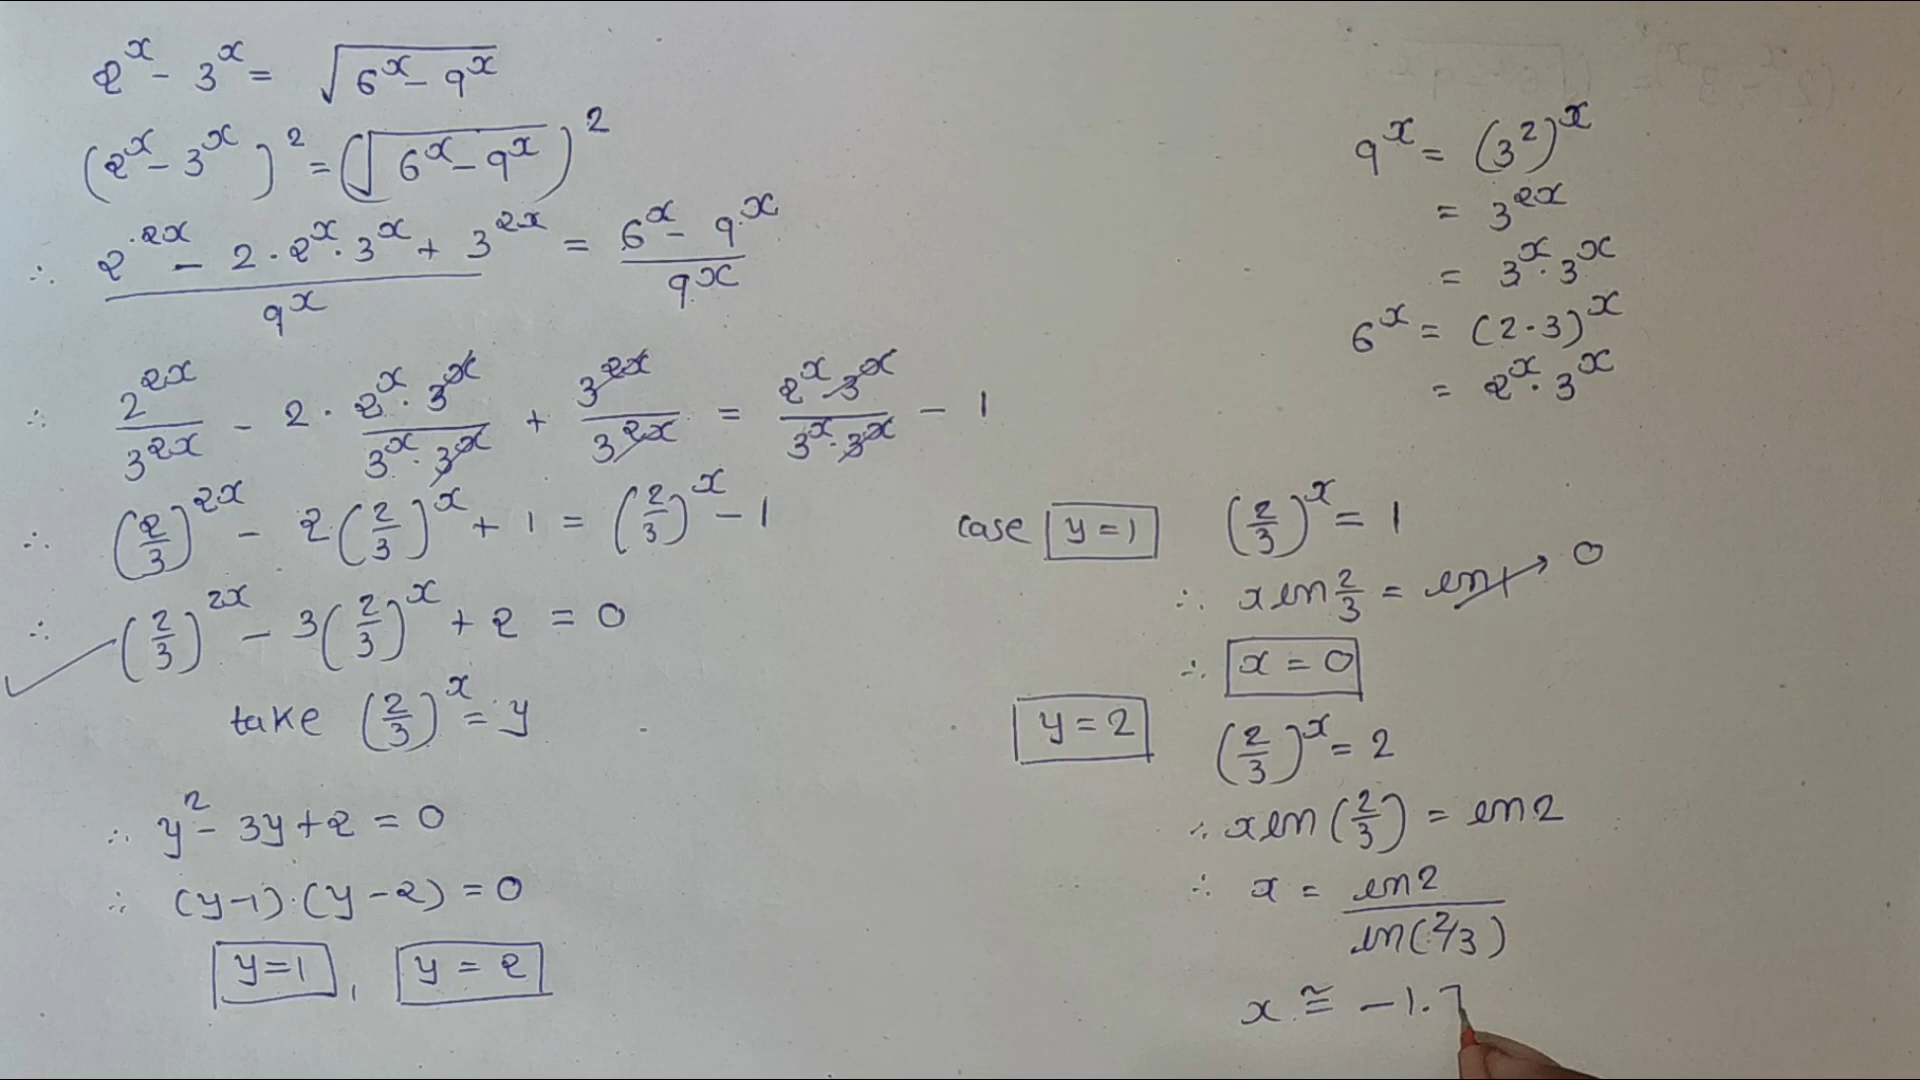 2^x - 3^x = √(6^x - 9^x)
(2^x - 3^x)^2 = (√(6^x - 9^x))^2
∴ (2^2x - 2·2^x·3^x + 3^2x)/9^x = (6^x - 9^x)/9^x
∴ 2^2x/3^2x - 2·(2^x·3^x)/(3^x·3^x) + 3^2x/3^2x = (2^x·3^x)/(3^x·3^x) - 1
∴ (2/3)^2x - 2(2/3)^x + 1 = (2/3)^x - 1
∴ (2/3)^2x - 3(2/3)^x + 2 = 0
take (2/3)^x = y
∴ y^2 - 3y + 2 = 0
∴ (y-1)·(y-2) = 0
y=1, y=2
9^x = (3^2)^x
= 3^2x
= 3^x·3^x
6^x = (2·3)^x
= 2^x·3^x
case y=1 (2/3)^x = 1
∴ x ln 2/3 = ln 1 → 0
∴ x = 0
y=2 (2/3)^x = 2
∴ x ln(2/3) = ln 2
∴ x = ln 2/ln(2/3)
x ≅ -1.7